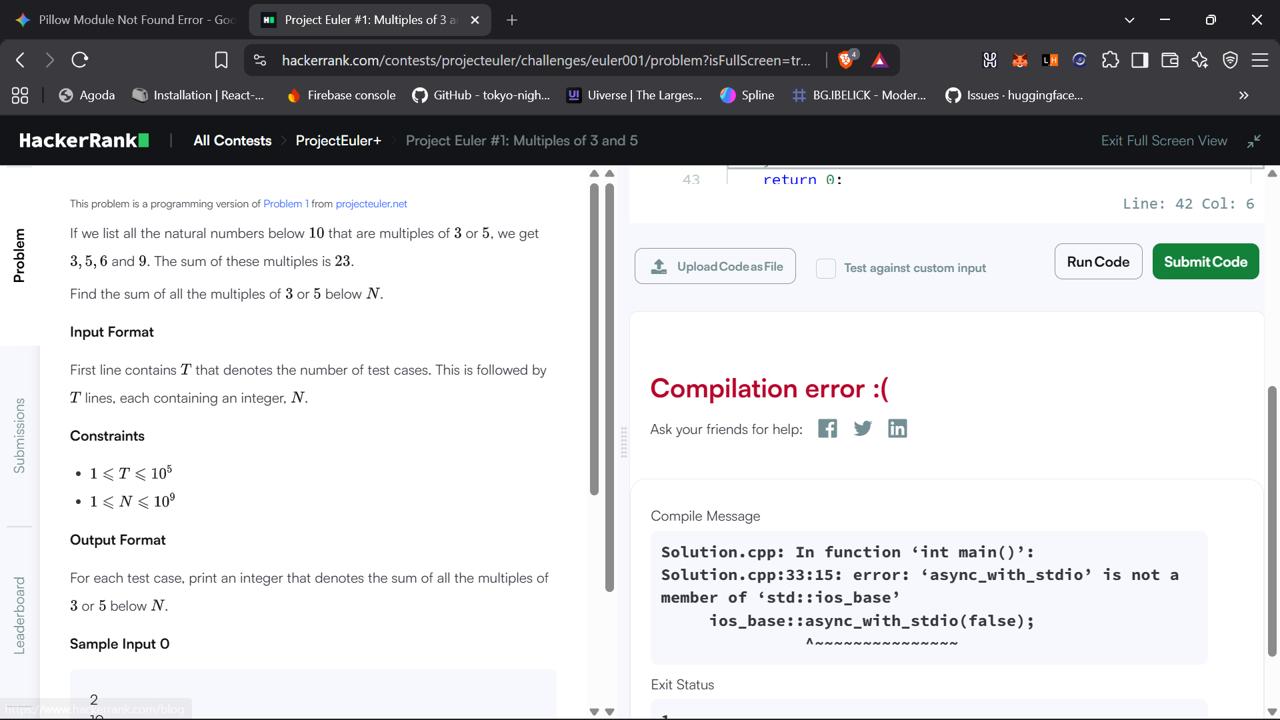 Pillow Module Not Found Error - Goo
Project Euler #1: Multiples of 3 a
hackerrank.com/contests/projecteuler/challenges/euler001/problem?isFullScreen=tr...
4
Agoda
Installation | React-...
Firebase console
GitHub - tokyo-nigh...
UI
Uiverse | The Larges...
Spline
BG.IBELICK - Moder...
Issues · huggingface...
HackerRank
All Contests
ProjectEuler+
Project Euler #1: Multiples of 3 and 5
Exit Full Screen View
Problem
Submissions
Leaderboard
This problem is a programming version of Problem 1 from projecteuler.net
If we list all the natural numbers below 10 that are multiples of 3 or 5, we get
3, 5, 6 and 9. The sum of these multiples is 23.
Find the sum of all the multiples of 3 or 5 below N.
Input Format
First line contains T that denotes the number of test cases. This is followed by
T lines, each containing an integer, N.
Constraints
• 1 ⩽ T ⩽ 10⁵
• 1 ⩽ N ⩽ 10⁹
Output Format
For each test case, print an integer that denotes the sum of all the multiples of
3 or 5 below N.
Sample Input 0
2
https://www.hackerrank.com/blog
43 return 0;
Line: 42 Col: 6
Upload Code as File
Test against custom input
Run Code
Submit Code
Compilation error :(
Ask your friends for help:
Compile Message
Solution.cpp: In function ‘int main()’:
Solution.cpp:33:15: error: ‘async_with_stdio’ is not a
member of ‘std::ios_base’
ios_base::async_with_stdio(false);
^~~~~~~~~~~~~~~~
Exit Status